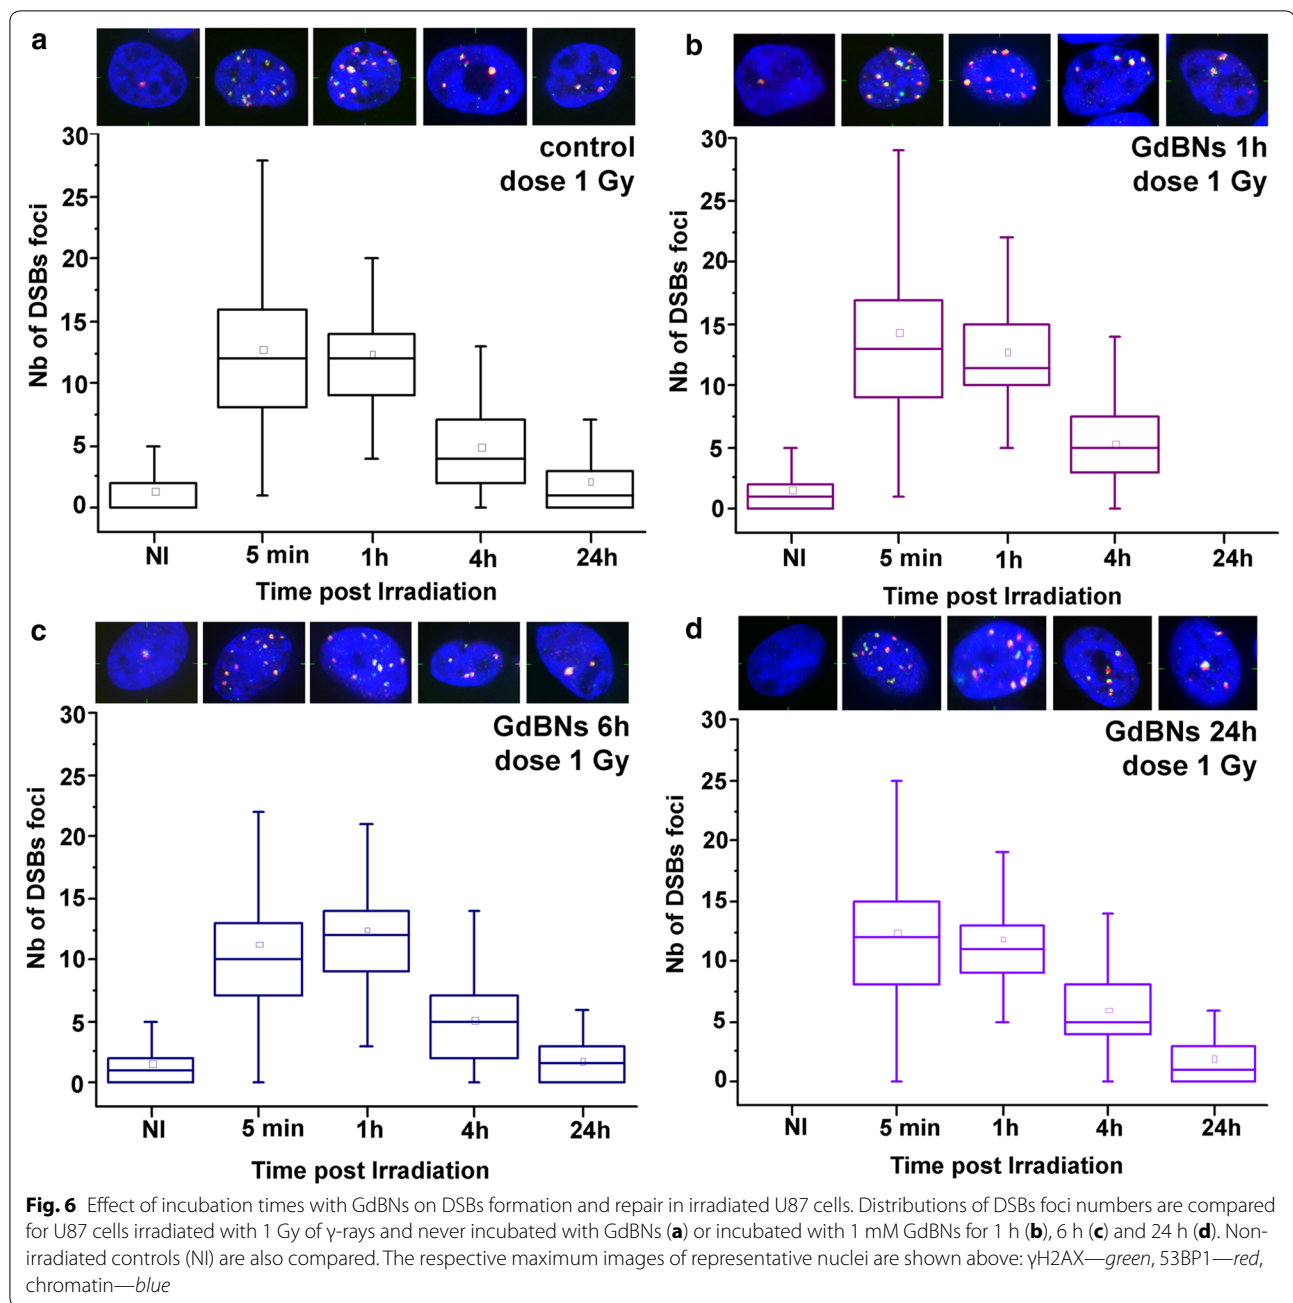 a
control
dose 1 Gy
30
25
20
15
10
5
0
Nb of DSBs foci
NI 5 min 1h 4h 24h
Time post Irradiation
b
GdBNs 1h
dose 1 Gy
30
25
20
15
10
5
0
Nb of DSBs foci
NI 5 min 1h 4h 24h
Time post Irradiation
c
GdBNs 6h
dose 1 Gy
30
25
20
15
10
5
0
Nb of DSBs foci
NI 5 min 1h 4h 24h
Time post Irradiation
d
GdBNs 24h
dose 1 Gy
30
25
20
15
10
5
0
Nb of DSBs foci
NI 5 min 1h 4h 24h
Time post Irradiation
Fig. 6 Effect of incubation times with GdBNs on DSBs formation and repair in irradiated U87 cells. Distributions of DSBs foci numbers are compared
for U87 cells irradiated with 1 Gy of γ-rays and never incubated with GdBNs (a) or incubated with 1 mM GdBNs for 1 h (b), 6 h (c) and 24 h (d). Non-
irradiated controls (NI) are also compared. The respective maximum images of representative nuclei are shown above: γH2AX—green, 53BP1—red,
chromatin—blue